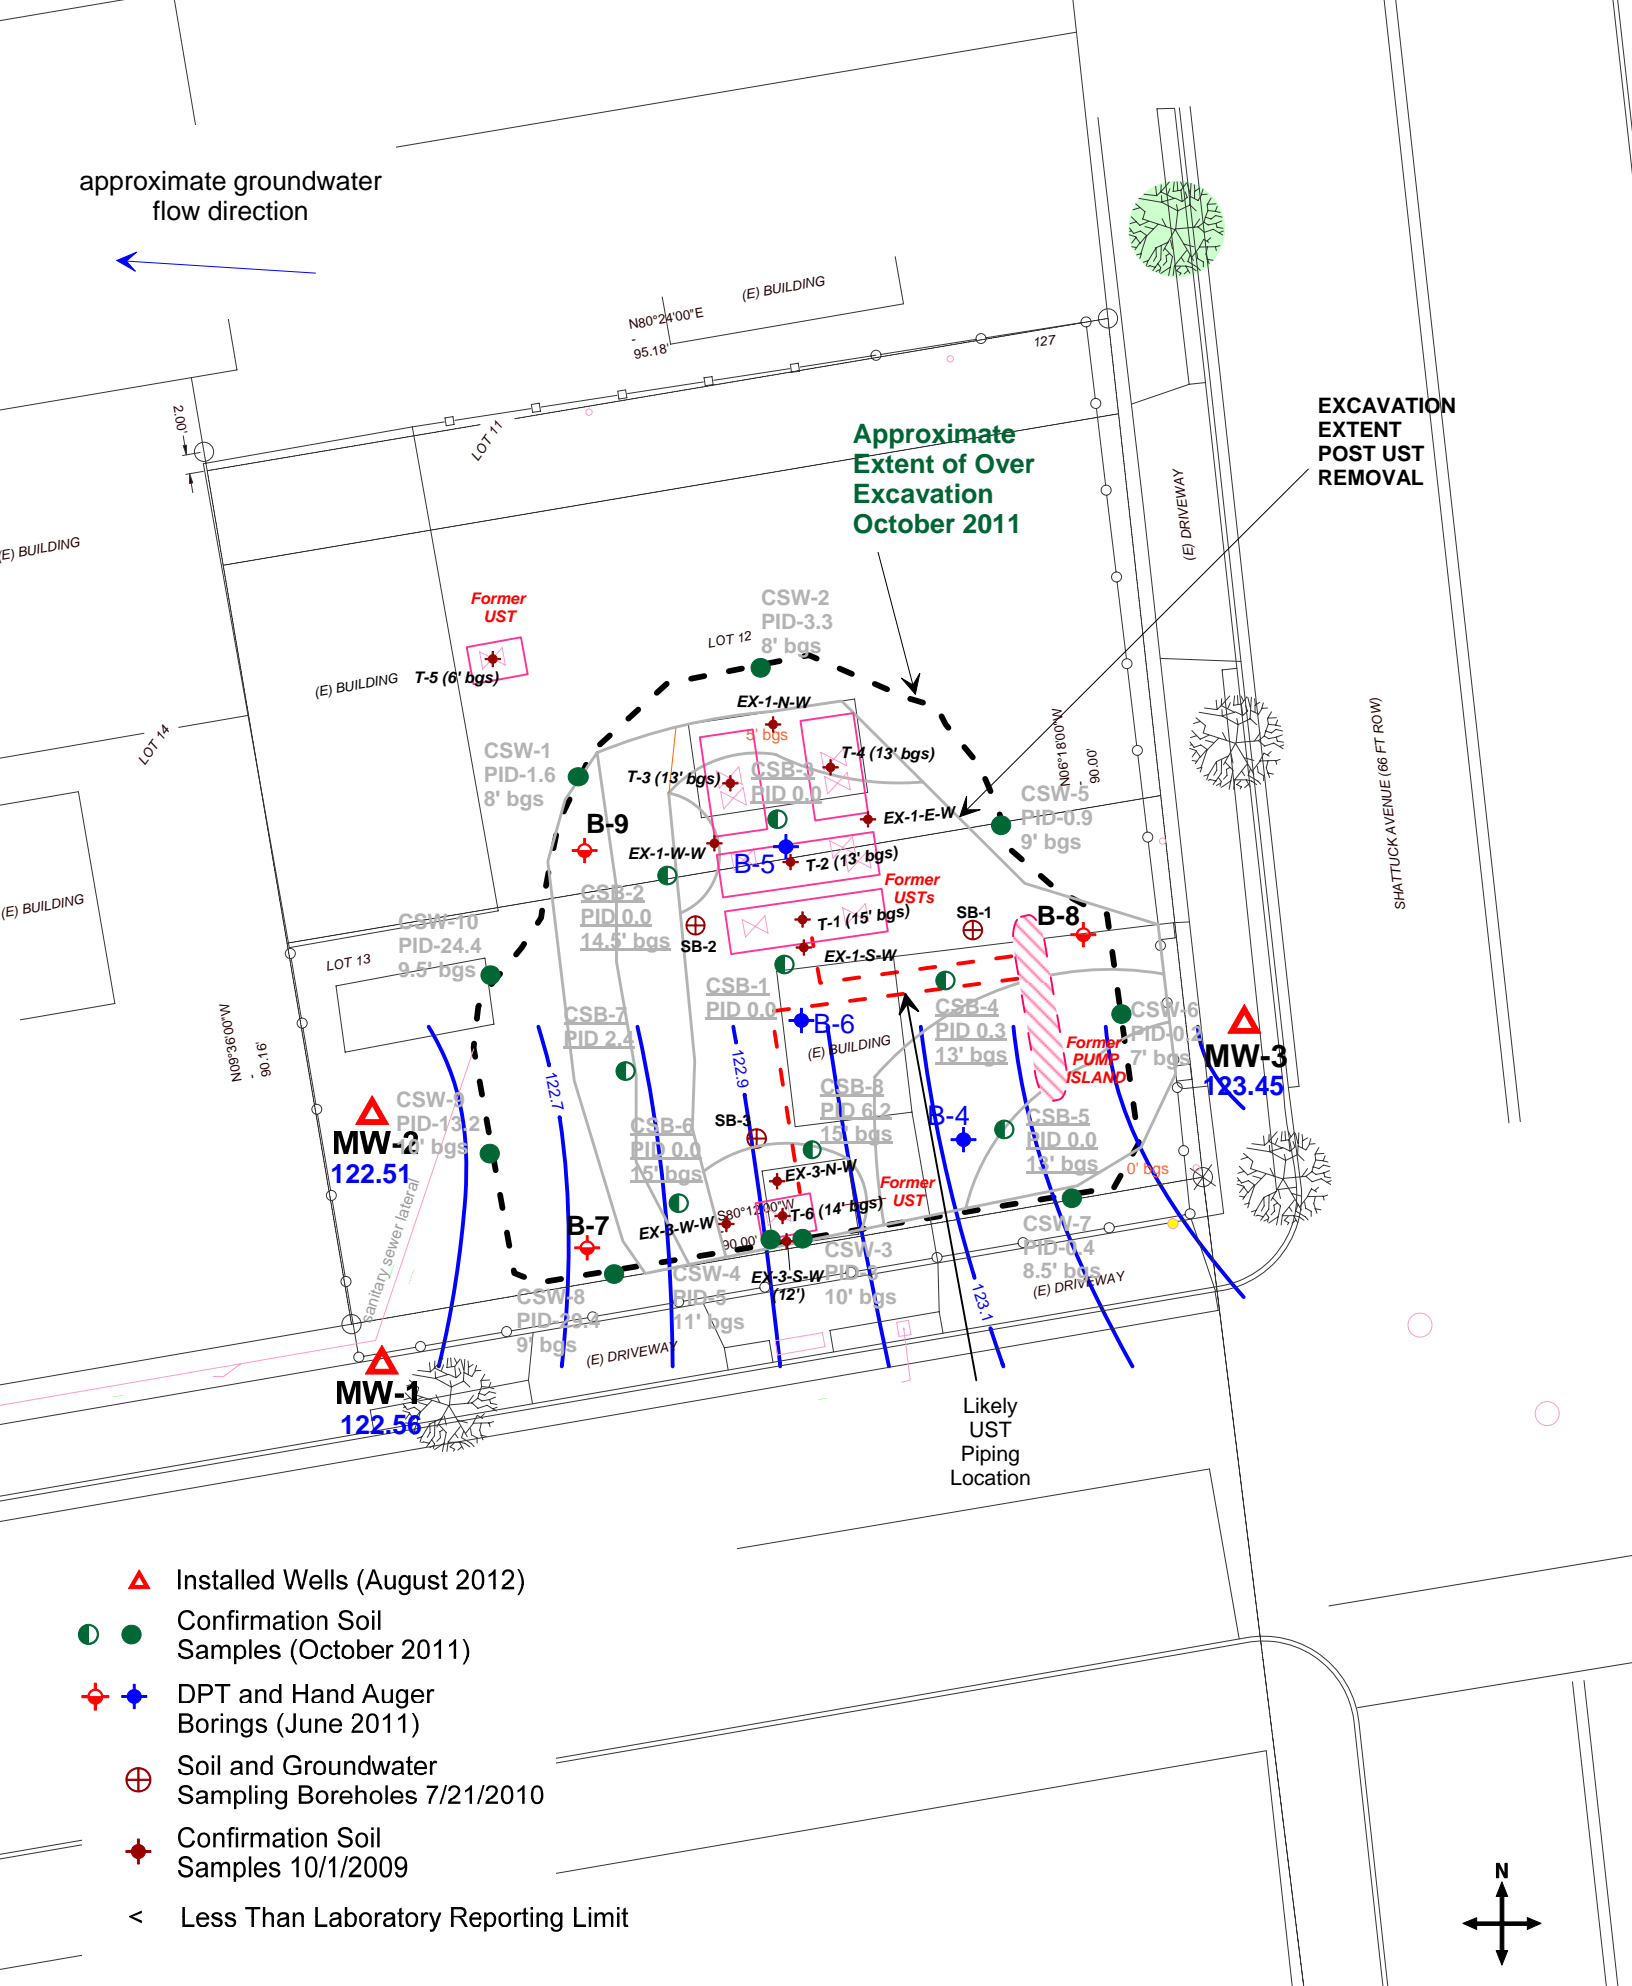 approximate groundwater
flow direction
(E) BUILDING
N80°24'00"E
-
95.18'
127
2.00'
LOT 11
EXCAVATION
EXTENT
POST UST
REMOVAL
Approximate
Extent of Over
Excavation
October 2011
(E) DRIVEWAY
(E) BUILDING
Former
UST
CSW-2
PID-3.3
8' bgs
LOT 12
(E) BUILDING
T-5 (6' bgs)
EX-1-N-W
5' bgs
N06°18'00"W
-
90.00'
SHATTUCK AVENUE (66 FT ROW)
LOT 14
CSW-1
PID-1.6
8' bgs
T-3 (13' bgs)
T-4 (13' bgs)
CSB-3
PID 0.0
CSW-5
PID-0.9
9' bgs
EX-1-E-W
B-9
EX-1-W-W
B-5
T-2 (13' bgs)
Former
USTs
CSB-2
PID 0.0
14.5' bgs
(E) BUILDING
CSW-10
PID-24.4
9.5' bgs
T-1 (15' bgs)
SB-1
B-8
SB-2
EX-1-S-W
LOT 13
CSB-1
PID 0.0
CSB-4
PID 0.3
13' bgs
CSW-6
PID-0.2
7' bgs
N09°36'00"W
-
90.16'
CSB-7
PID 2.4
B-6
(E) BUILDING
Former
PUMP
ISLAND
MW-3
123.45
122.7
122.9
CSB-8
PID 6.2
15' bgs
B-4
CSW-9
PID-13.2
10' bgs
MW-2
122.51
CSB-6
PID 0.0
15' bgs
SB-3
CSB-5
PID 0.0
13' bgs
0' bgs
EX-3-N-W
Former
UST
sanitary sewer lateral
B-7
EX-3-W-W
S80°12'00"W
-
90.00'
T-6 (14' bgs)
CSW-7
PID-0.4
8.5' bgs
CSW-3
PID-3
10' bgs
CSW-4
PID-5
11' bgs
EX-3-S-W
(12')
CSW-8
PID-29.4
9' bgs
123.1
(E) DRIVEWAY
(E) DRIVEWAY
MW-1
122.56
Likely
UST
Piping
Location
Installed Wells (August 2012)
Confirmation Soil
Samples (October 2011)
DPT and Hand Auger
Borings (June 2011)
Soil and Groundwater
Sampling Boreholes 7/21/2010
Confirmation Soil
Samples 10/1/2009
< Less Than Laboratory Reporting Limit
N